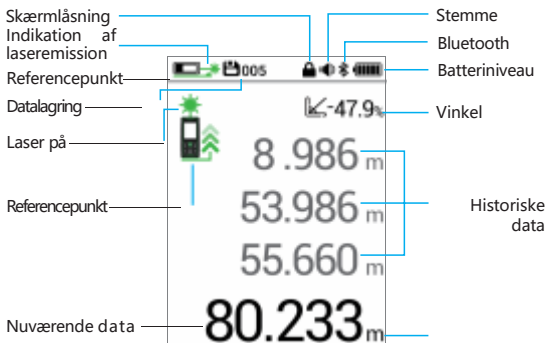 Skærmlåsning
Indikation af
laseremission
Referencepunkt
Datalagring
Laser på
Referencepunkt
Nuværende data
005
-47.9%
8.986 m
53.986 m
55.660 m
80.233 m
Stemme
Bluetooth
Batteriniveau
Vinkel
Historiske
data